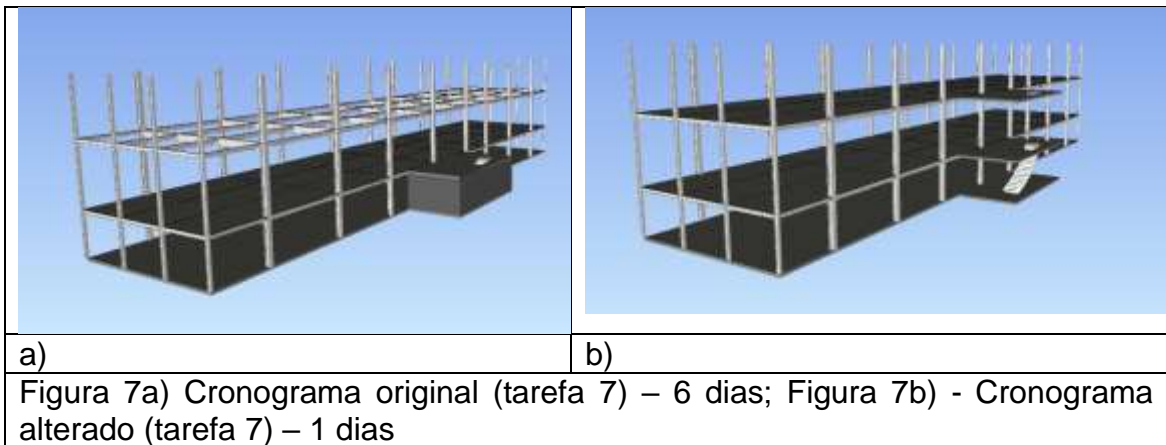 a)
b)
Figura 7a) Cronograma original (tarefa 7) – 6 dias; Figura 7b) - Cronograma
alterado (tarefa 7) – 1 dias